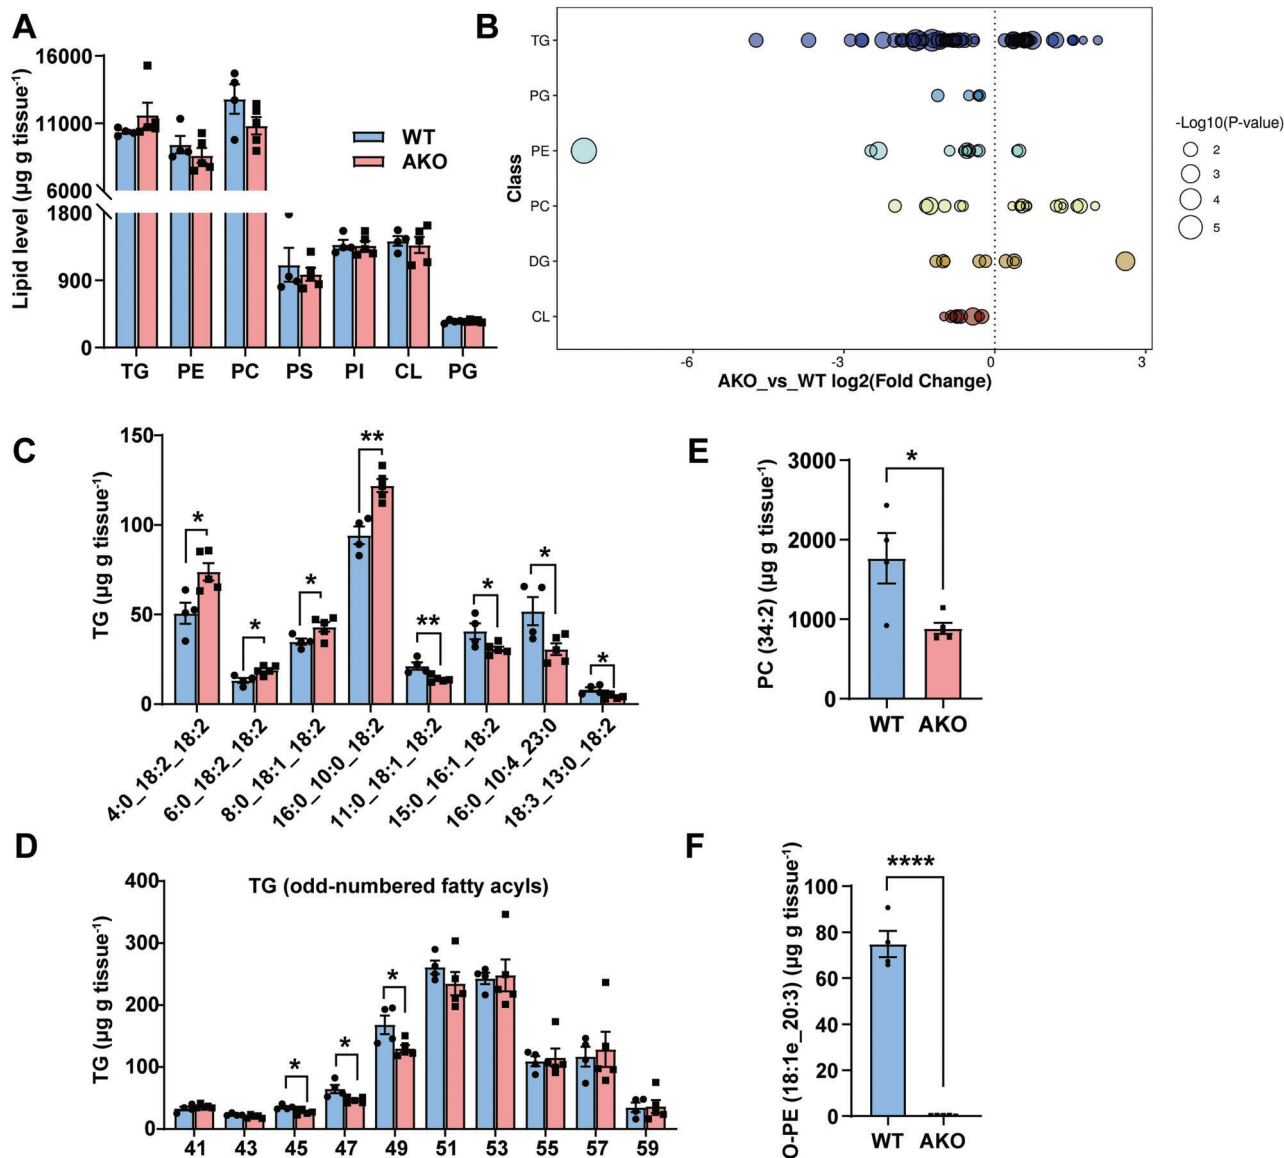 A
Lipid level (µg g tissue⁻¹)
16000
11000
6000
1800
900
0
WT
AKO
TG PE PC PS PI CL PG
B
Class
TG
PG
PE
PC
DG
CL
-6 -3 0 3
AKO_vs_WT log2(Fold Change)
-Log10(P-value)
2
3
4
5
C
TG (µg g tissue⁻¹)
150
100
50
0
* * * ** ** * * *
4:0_18:2_18:2
6:0_18:2_18:2
8:0_18:1_18:2
16:0_10:0_18:2
11:0_18:1_18:2
15:0_16:1_18:2
16:0_10:4_23:0
18:3_13:0_18:2
E
PC (34:2) (µg g tissue⁻¹)
3000
2000
1000
0
*
WT AKO
D
TG (odd-numbered fatty acyls)
TG (µg g tissue⁻¹)
400
300
200
100
0
* * *
41 43 45 47 49 51 53 55 57 59
F
O-PE (18:1e_20:3) (µg g tissue⁻¹)
100
80
60
40
20
0
****
WT AKO